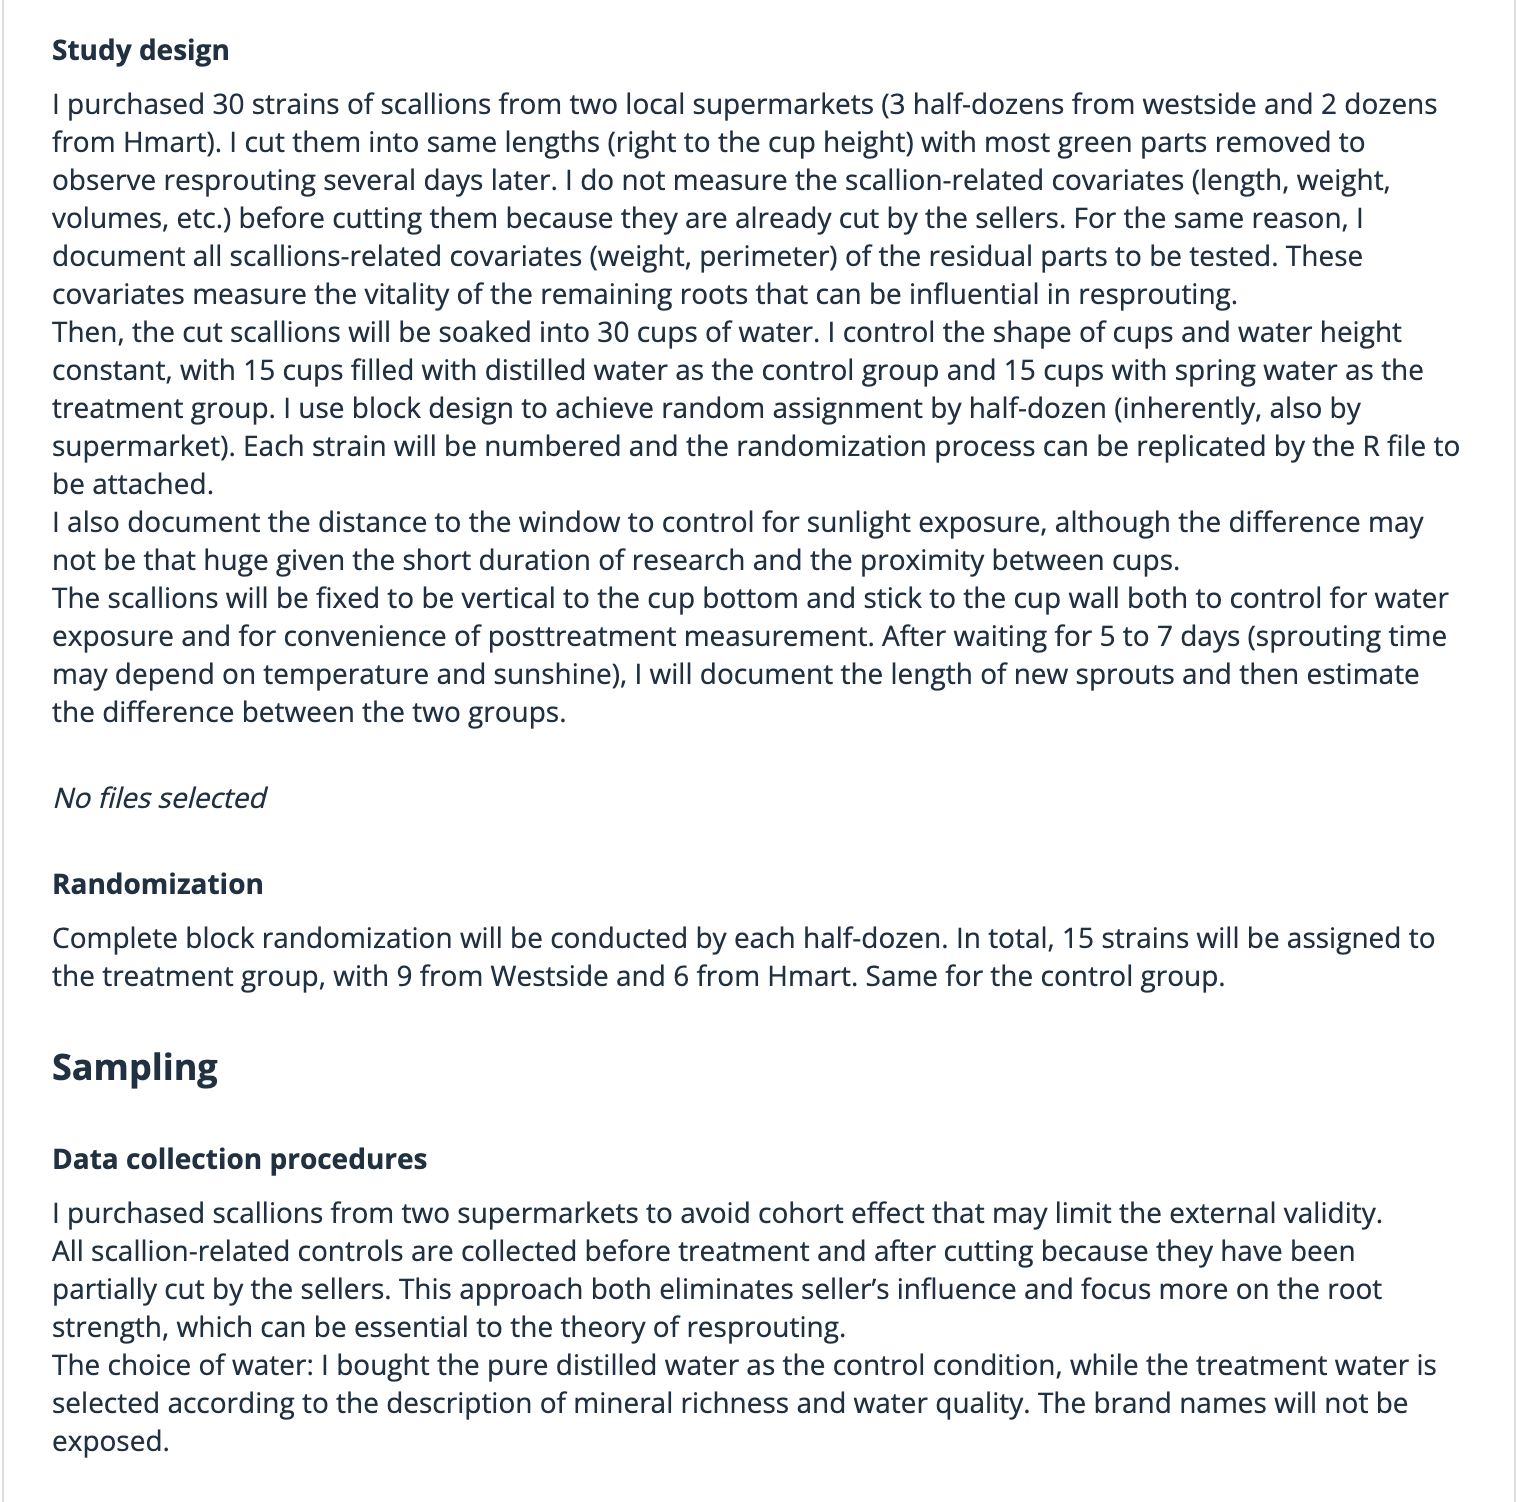 Study design
I purchased 30 strains of scallions from two local supermarkets (3 half-dozens from westside and 2 dozens
from Hmart). I cut them into same lengths (right to the cup height) with most green parts removed to
observe resprouting several days later. I do not measure the scallion-related covariates (length, weight,
volumes, etc.) before cutting them because they are already cut by the sellers. For the same reason, I
document all scallions-related covariates (weight, perimeter) of the residual parts to be tested. These
covariates measure the vitality of the remaining roots that can be influential in resprouting.
Then, the cut scallions will be soaked into 30 cups of water. I control the shape of cups and water height
constant, with 15 cups filled with distilled water as the control group and 15 cups with spring water as the
treatment group. I use block design to achieve random assignment by half-dozen (inherently, also by
supermarket). Each strain will be numbered and the randomization process can be replicated by the R file to
be attached.
I also document the distance to the window to control for sunlight exposure, although the difference may
not be that huge given the short duration of research and the proximity between cups.
The scallions will be fixed to be vertical to the cup bottom and stick to the cup wall both to control for water
exposure and for convenience of posttreatment measurement. After waiting for 5 to 7 days (sprouting time
may depend on temperature and sunshine), I will document the length of new sprouts and then estimate
the difference between the two groups.
No files selected
Randomization
Complete block randomization will be conducted by each half-dozen. In total, 15 strains will be assigned to
the treatment group, with 9 from Westside and 6 from Hmart. Same for the control group.
Sampling
Data collection procedures
I purchased scallions from two supermarkets to avoid cohort effect that may limit the external validity.
All scallion-related controls are collected before treatment and after cutting because they have been
partially cut by the sellers. This approach both eliminates seller's influence and focus more on the root
strength, which can be essential to the theory of resprouting.
The choice of water: I bought the pure distilled water as the control condition, while the treatment water is
selected according to the description of mineral richness and water quality. The brand names will not be
exposed.